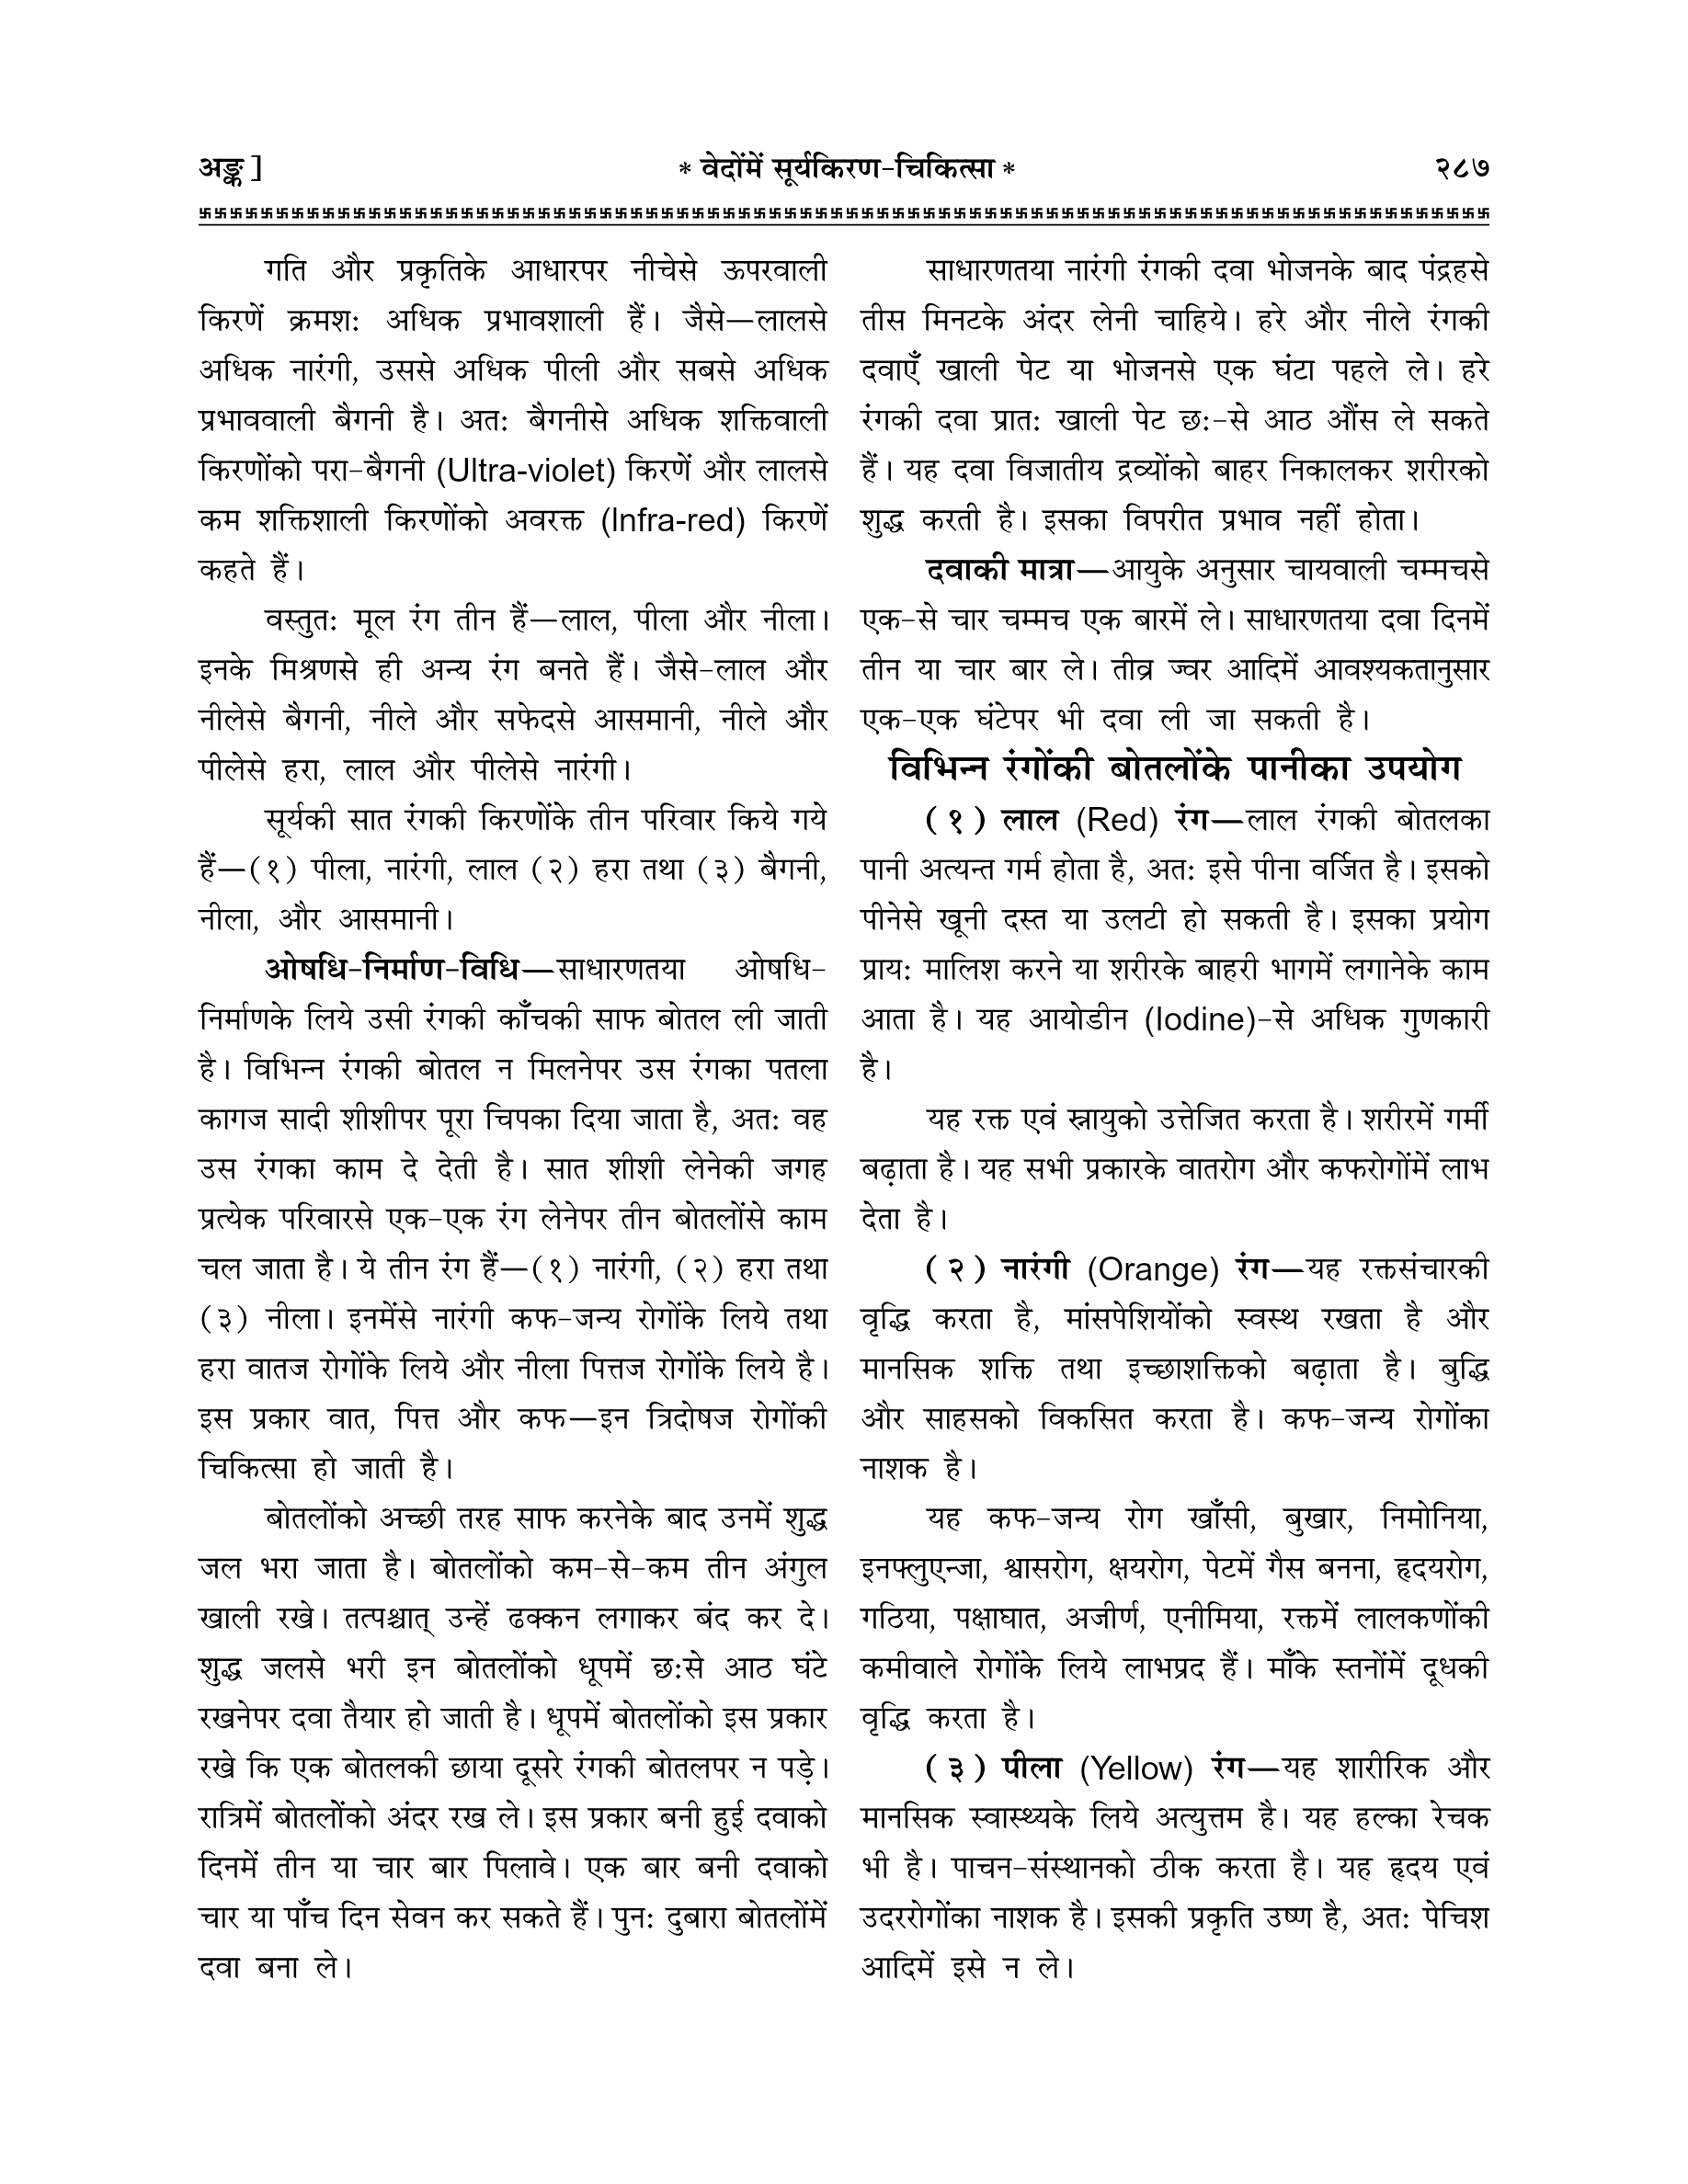 अङ्क ]
* वेदोंमें सूर्यकिरण-चिकित्सा *
२८७
गति और प्रकृतिके आधारपर नीचेसे ऊपरवाली
किरणें क्रमशः अधिक प्रभावशाली हैं। जैसे—लालसे
अधिक नारंगी, उससे अधिक पीली और सबसे अधिक
प्रभाववाली बैगनी है। अतः बैगनीसे अधिक शक्तिवाली
किरणोंको परा-बैगनी (Ultra-violet) किरणें और लालसे
कम शक्तिशाली किरणोंको अवरक्त (Infra-red) किरणें
कहते हैं।
वस्तुतः मूल रंग तीन हैं—लाल, पीला और नीला।
इनके मिश्रणसे ही अन्य रंग बनते हैं। जैसे-लाल और
नीलेसे बैगनी, नीले और सफेदसे आसमानी, नीले और
पीलेसे हरा, लाल और पीलेसे नारंगी।
सूर्यकी सात रंगकी किरणोंके तीन परिवार किये गये
हैं—(१) पीला, नारंगी, लाल (२) हरा तथा (३) बैगनी,
नीला, और आसमानी।
ओषधि-निर्माण-विधि—साधारणतया ओषधि-
निर्माणके लिये उसी रंगकी काँचकी साफ बोतल ली जाती
है। विभिन्न रंगकी बोतल न मिलनेपर उस रंगका पतला
कागज सादी शीशीपर पूरा चिपका दिया जाता है, अतः वह
उस रंगका काम दे देती है। सात शीशी लेनेकी जगह
प्रत्येक परिवारसे एक-एक रंग लेनेपर तीन बोतलोंसे काम
चल जाता है। ये तीन रंग हैं—(१) नारंगी, (२) हरा तथा
(३) नीला। इनमेंसे नारंगी कफ-जन्य रोगोंके लिये तथा
हरा वातज रोगोंके लिये और नीला पित्तज रोगोंके लिये है।
इस प्रकार वात, पित्त और कफ—इन त्रिदोषज रोगोंकी
चिकित्सा हो जाती है।
बोतलोंको अच्छी तरह साफ करनेके बाद उनमें शुद्ध
जल भरा जाता है। बोतलोंको कम-से-कम तीन अंगुल
खाली रखे। तत्पश्चात् उन्हें ढक्कन लगाकर बंद कर दे।
शुद्ध जलसे भरी इन बोतलोंको धूपमें छःसे आठ घंटे
रखनेपर दवा तैयार हो जाती है। धूपमें बोतलोंको इस प्रकार
रखे कि एक बोतलकी छाया दूसरे रंगकी बोतलपर न पड़े।
रात्रिमें बोतलोंको अंदर रख ले। इस प्रकार बनी हुई दवाको
दिनमें तीन या चार बार पिलावे। एक बार बनी दवाको
चार या पाँच दिन सेवन कर सकते हैं। पुनः दुबारा बोतलोंमें
दवा बना ले।
साधारणतया नारंगी रंगकी दवा भोजनके बाद पंद्रहसे
तीस मिनटके अंदर लेनी चाहिये। हरे और नीले रंगकी
दवाएँ खाली पेट या भोजनसे एक घंटा पहले ले। हरे
रंगकी दवा प्रातः खाली पेट छः-से आठ औंस ले सकते
हैं। यह दवा विजातीय द्रव्योंको बाहर निकालकर शरीरको
शुद्ध करती है। इसका विपरीत प्रभाव नहीं होता।
दवाकी मात्रा—आयुके अनुसार चायवाली चम्मचसे
एक-से चार चम्मच एक बारमें ले। साधारणतया दवा दिनमें
तीन या चार बार ले। तीव्र ज्वर आदिमें आवश्यकतानुसार
एक-एक घंटेपर भी दवा ली जा सकती है।
विभिन्न रंगोंकी बोतलोंके पानीका उपयोग
(१) लाल (Red) रंग—लाल रंगकी बोतलका
पानी अत्यन्त गर्म होता है, अतः इसे पीना वर्जित है। इसको
पीनेसे खूनी दस्त या उलटी हो सकती है। इसका प्रयोग
प्रायः मालिश करने या शरीरके बाहरी भागमें लगानेके काम
आता है। यह आयोडीन (Iodine)-से अधिक गुणकारी
है।
यह रक्त एवं स्नायुको उत्तेजित करता है। शरीरमें गर्मी
बढ़ाता है। यह सभी प्रकारके वातरोग और कफरोगोंमें लाभ
देता है।
(२) नारंगी (Orange) रंग—यह रक्तसंचारकी
वृद्धि करता है, मांसपेशियोंको स्वस्थ रखता है और
मानसिक शक्ति तथा इच्छाशक्तिको बढ़ाता है। बुद्धि
और साहसको विकसित करता है। कफ-जन्य रोगोंका
नाशक है।
यह कफ-जन्य रोग खाँसी, बुखार, निमोनिया,
इनफ्लुएन्जा, श्वासरोग, क्षयरोग, पेटमें गैस बनना, हृदयरोग,
गठिया, पक्षाघात, अजीर्ण, एनीमिया, रक्तमें लालकणोंकी
कमीवाले रोगोंके लिये लाभप्रद हैं। माँके स्तनोंमें दूधकी
वृद्धि करता है।
(३) पीला (Yellow) रंग—यह शारीरिक और
मानसिक स्वास्थ्यके लिये अत्युत्तम है। यह हल्का रेचक
भी है। पाचन-संस्थानको ठीक करता है। यह हृदय एवं
उदररोगोंका नाशक है। इसकी प्रकृति उष्ण है, अतः पेचिश
आदिमें इसे न ले।